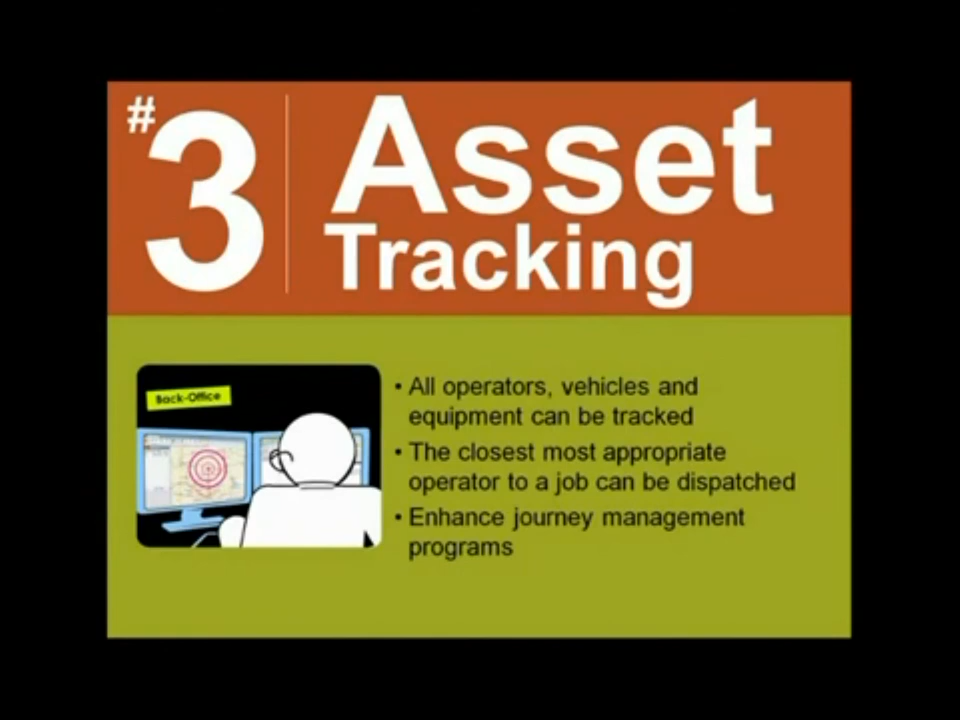 #3
Asset
Tracking
Back-Office
• All operators, vehicles and
equipment can be tracked
• The closest most appropriate
operator to a job can be dispatched
• Enhance journey management
programs